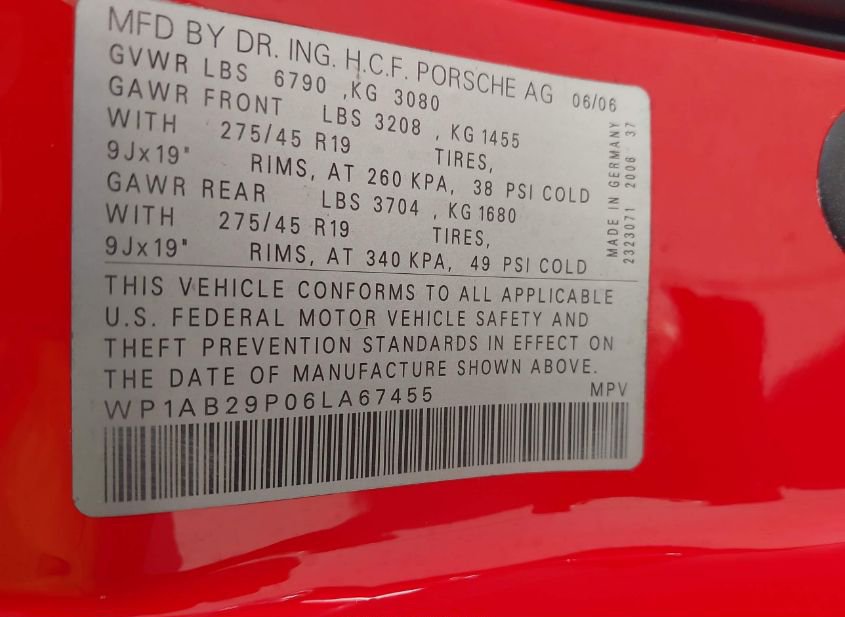 MFD BY DR. ING. H.C.F. PORSCHE AG 06/06
GVWR LBS 6790 ,KG 3080
GAWR FRONT LBS 3208 , KG 1455
WITH 275/45 R19 TIRES,
9Jx19" RIMS, AT 260 KPA, 38 PSI COLD
GAWR REAR LBS 3704 , KG 1680
WITH 275/45 R19 TIRES,
9Jx19" RIMS, AT 340 KPA, 49 PSI COLD
THIS VEHICLE CONFORMS TO ALL APPLICABLE
U.S. FEDERAL MOTOR VEHICLE SAFETY AND
THEFT PREVENTION STANDARDS IN EFFECT ON
THE DATE OF MANUFACTURE SHOWN ABOVE.
WP1AB29P06LA67455 MPV
MADE IN GERMANY
2323071 2006 37